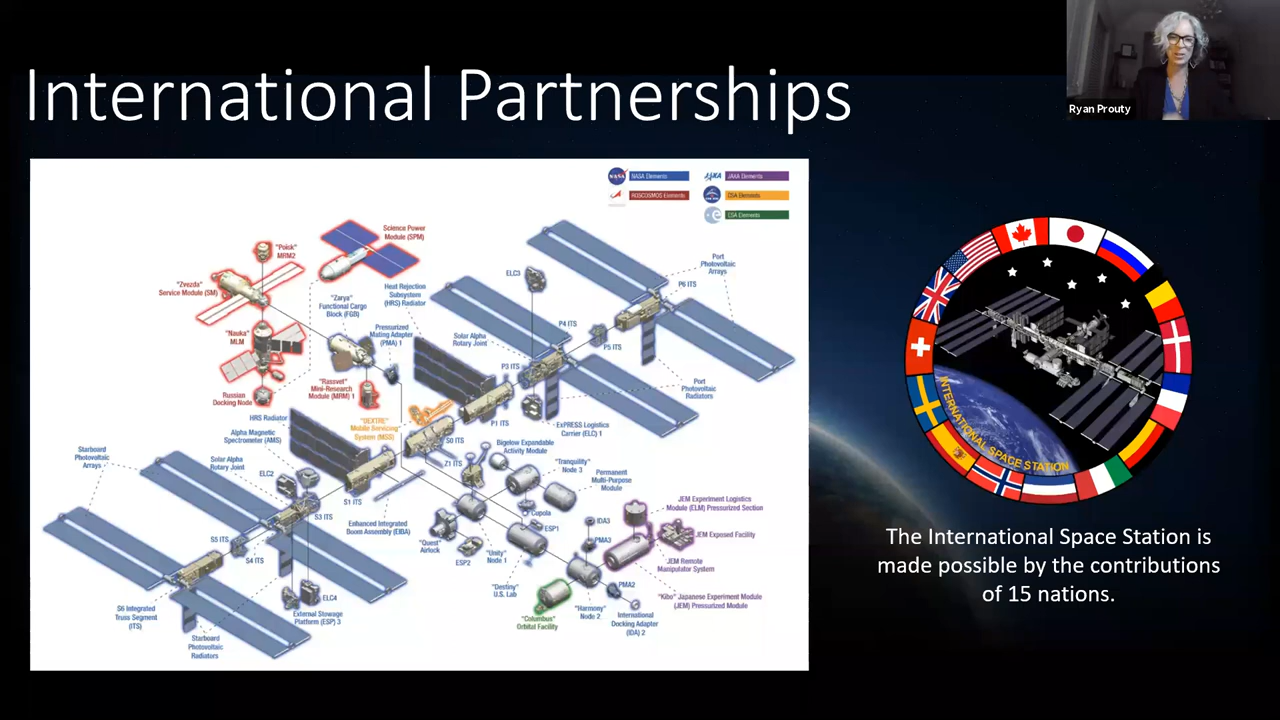 International Partnerships
Ryan Prouty
NASA
NASA Elements
ROSCOSMOS Elements
JAXA Elements
CSA Elements
ESA Elements
Science Power
Module (SPM)
"Poisk"
MRM2
"Zvezda"
Service Module (SM)
"Zarya"
Functional Cargo
Block (FGB)
Heat Rejection
Subsystem
(HRS) Radiator
ELC3
Port
Photovoltaic
Arrays
P6 ITS
"Nauka"
MLM
Pressurized
Mating Adapter
(PMA) 1
Solar Alpha
Rotary Joint
P4 ITS
P5 ITS
P3 ITS
Russian
Docking Node
"Rassvet"
Mini-Research
Module (MRM) 1
Port
Photovoltaic
Radiators
HRS Radiator
Alpha Magnetic
Spectrometer (AMS)
Mobile Servicing
System (MSS)
S0 ITS
P1 ITS
ExPRESS Logistics
Carrier (ELC) 1
Starboard
Photovoltaic
Arrays
Solar Alpha
Rotary Joint
ELC2
Z1 ITS
Bigelow Expandable
Activity Module
"Tranquility"
Node 3
Permanent
Multi-Purpose
Module
S1 ITS
S3 ITS
Enhanced Integrated
Boom Assembly (EIBA)
Cupola
ESP1
JEM Experiment Logistics
Module (ELM) Pressurized Section
S5 ITS
S4 ITS
"Quest"
Airlock
ESP2
"Unity"
Node 1
IDA3
PMA3
JEM Exposed Facility
JEM Remote
Manipulator System
"Destiny"
U.S. Lab
S6 Integrated
Truss Segment
(ITS)
ELC4
External Stowage
Platform (ESP) 3
Starboard
Photovoltaic
Radiators
"Columbus"
Orbital Facility
"Harmony"
Node 2
PMA2
International
Docking Adapter
(IDA) 2
"Kibo" Japanese Experiment Module
(JEM) Pressurized Module
INTERNATIONAL SPACE STATION
The International Space Station is
made possible by the contributions
of 15 nations.